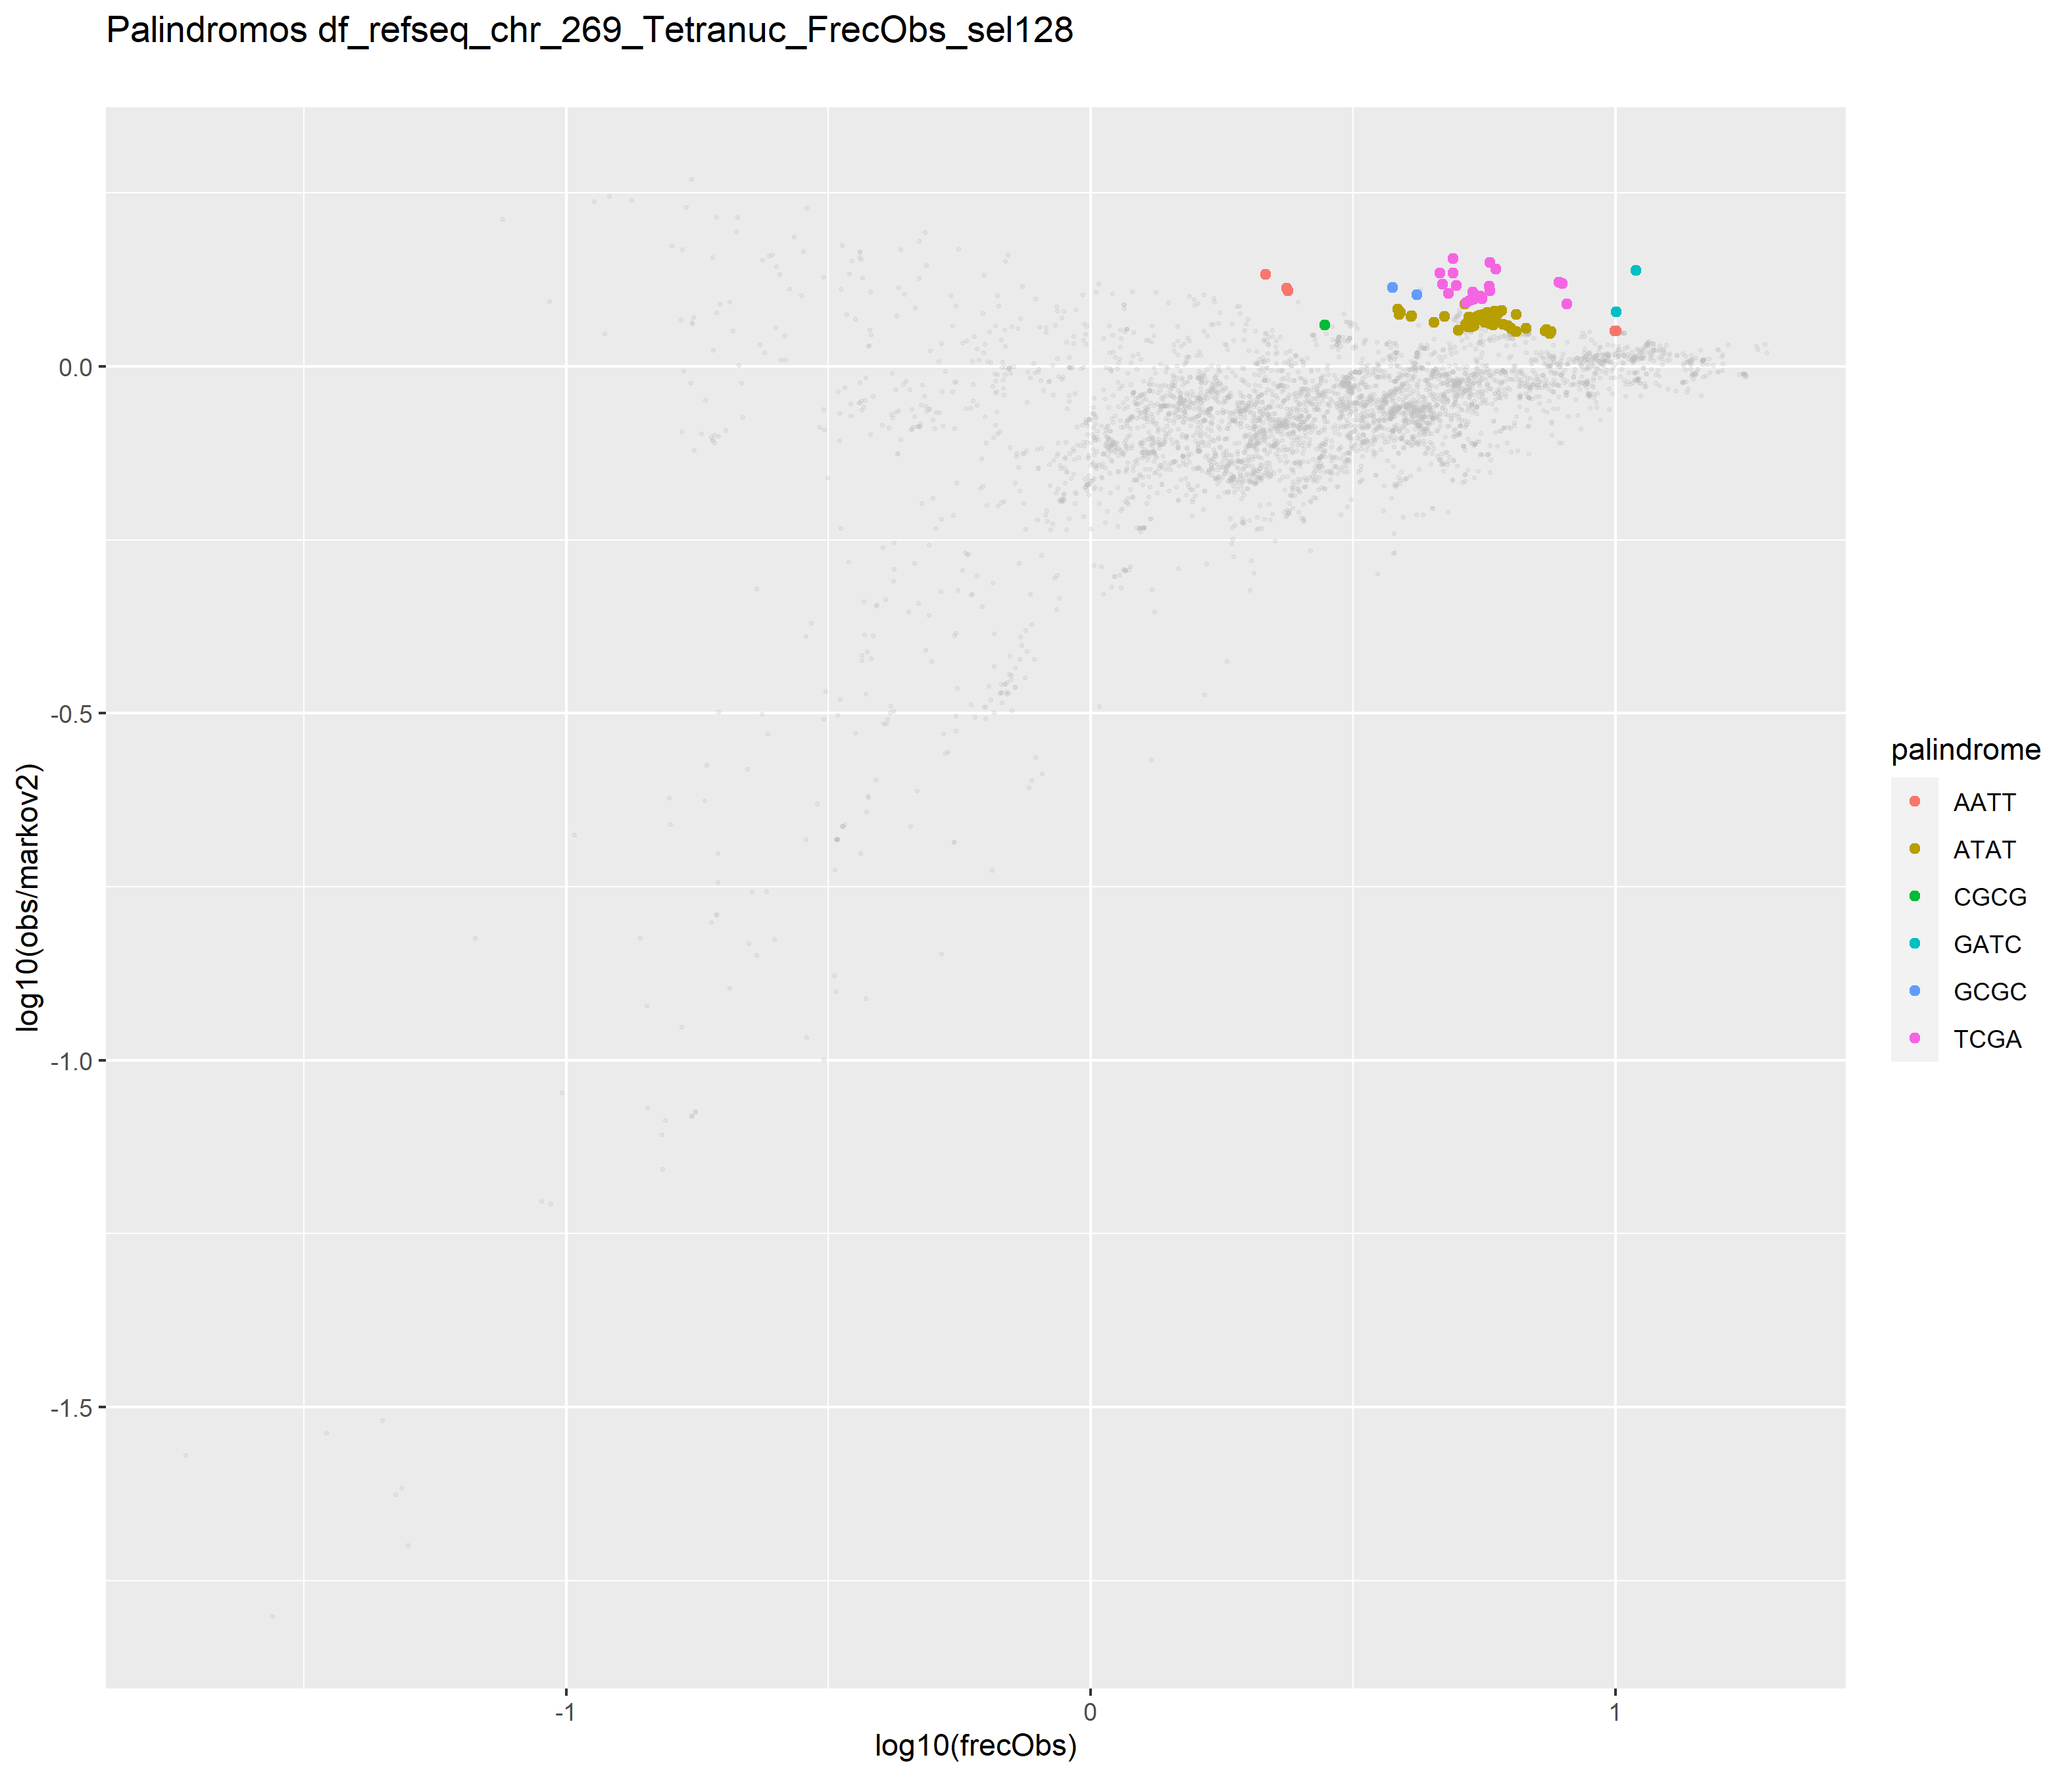 Palindromos df_refseq_chr_269_Tetranuc_FrecObs_sel128
log10(obs/markov2)
0.0
-0.5
-1.0
-1.5
-1
0
1
log10(frecObs)
palindrome
AATT
ATAT
CGCG
GATC
GCGC
TCGA